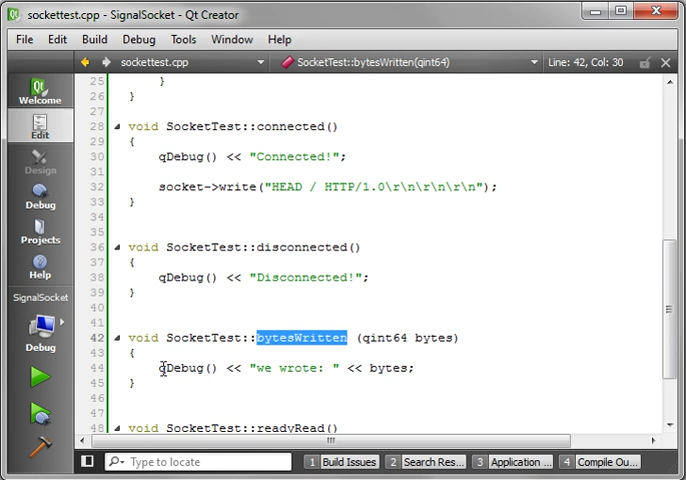 sockettest.cpp - SignalSocket - Qt Creator
File Edit View Build Debug Tools Window Help
sockettest.cpp SocketTest::bytesWritten(qint64) Line: 42, Col: 30
Qt
Welcome
Edit
Design
Debug
Projects
Help
SignalSocket
Debug
25 }
26 }
27
28 void SocketTest::connected()
29 {
30 qDebug() << "Connected!";
31
32 socket->write("HEAD / HTTP/1.0\r\n\r\n\r\n");
33 }
34
35
36 void SocketTest::disconnected()
37 {
38 qDebug() << "Disconnected!";
39 }
40
41
42 void SocketTest::bytesWritten (qint64 bytes)
43 {
44 qDebug() << "we wrote: " << bytes;
45 }
46
47
48 void SocketTest::readyRead()
Type to locate 1 Build Issues 2 Search Res... 3 Application ... 4 Compile Ou...